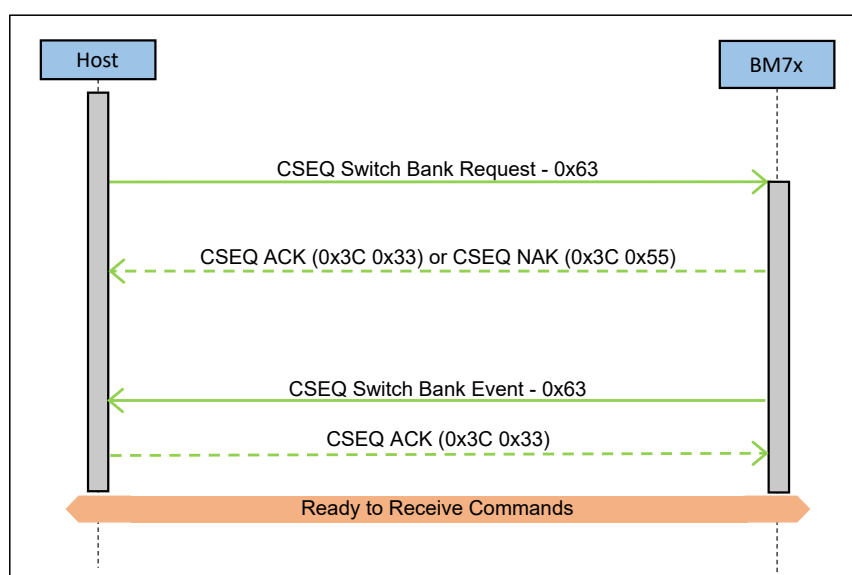 Host
BM7x
CSEQ Switch Bank Request - 0x63
CSEQ ACK (0x3C 0x33) or CSEQ NAK (0x3C 0x55)
CSEQ Switch Bank Event - 0x63
CSEQ ACK (0x3C 0x33)
Ready to Receive Commands